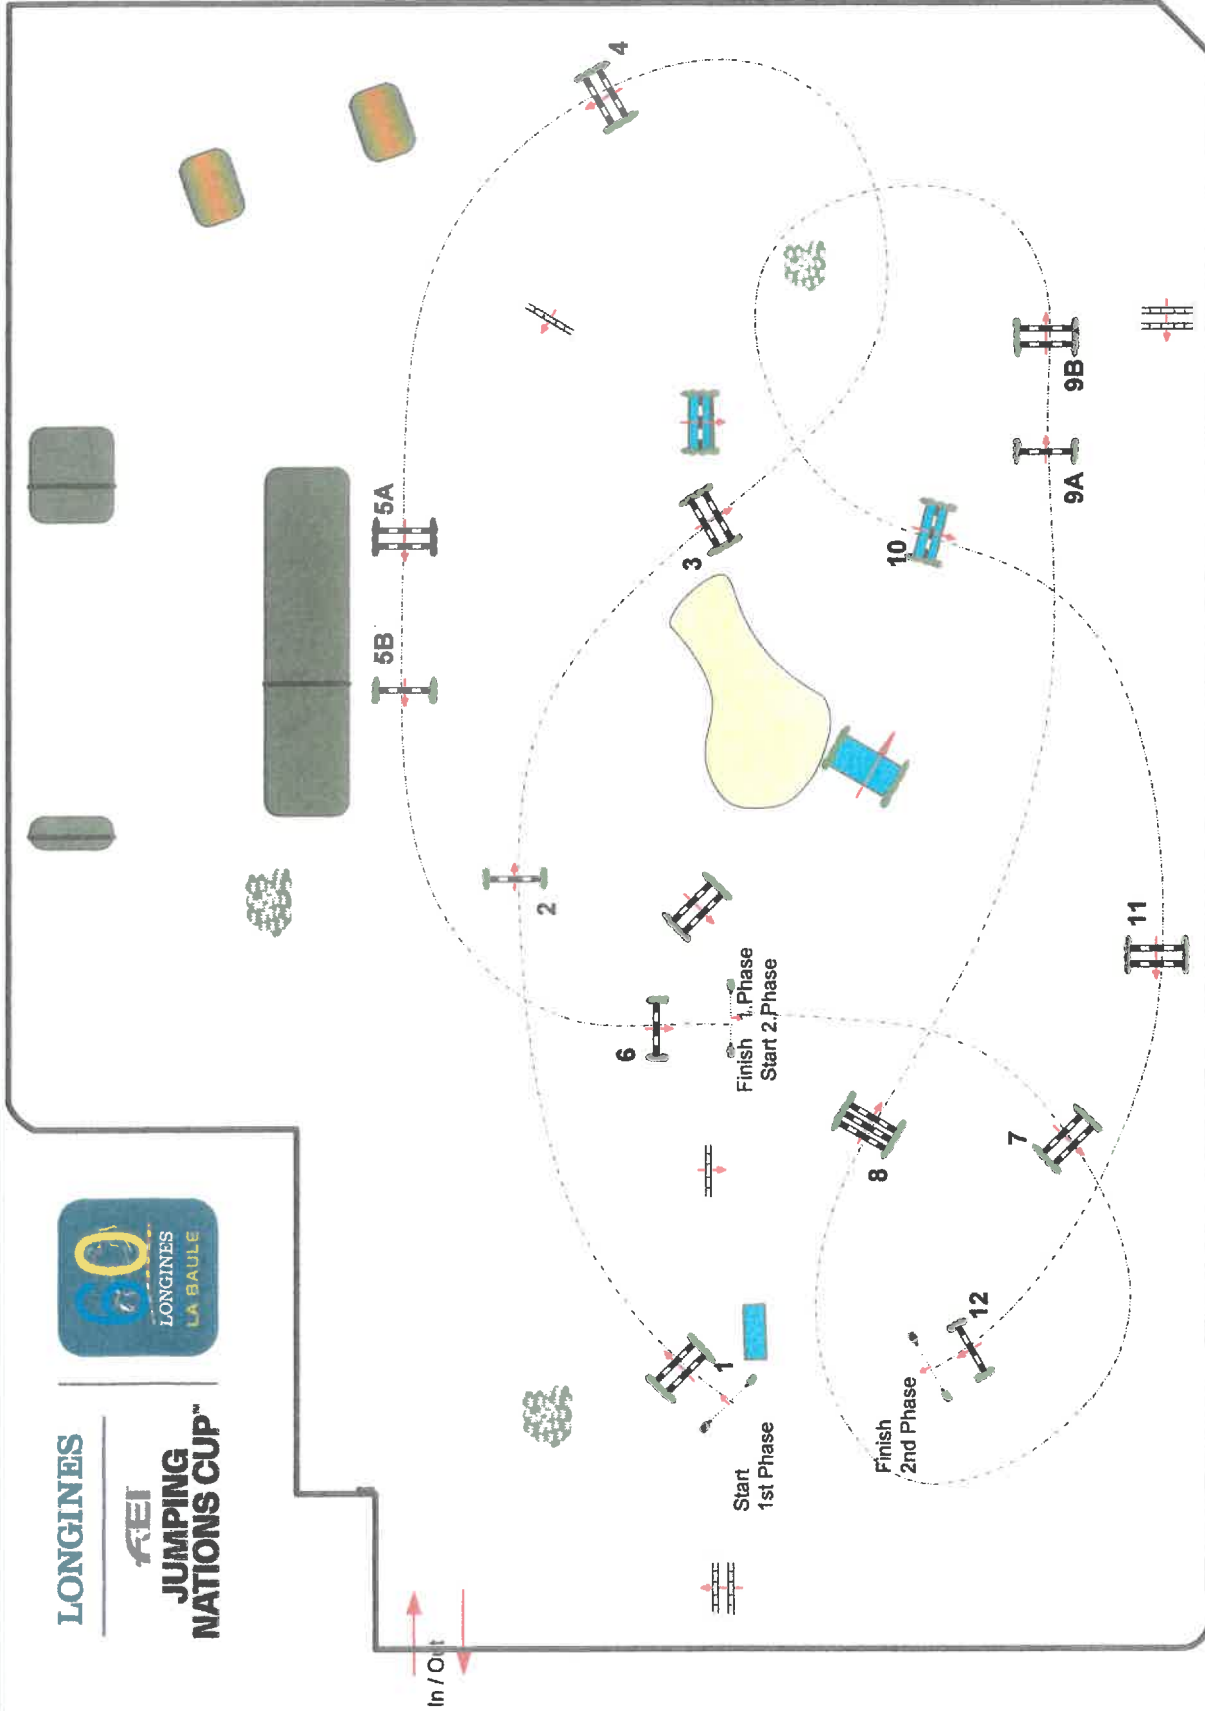 LONGINES
FEI
JUMPING
NATIONS CUP™
60
LONGINES
LA BAULE
In / Out
Start
1st Phase
1
2
3
4
5A
5B
6
Finish 1.Phase
Start 2.Phase
7
8
9A
9B
10
11
12
Finish
2nd Phase